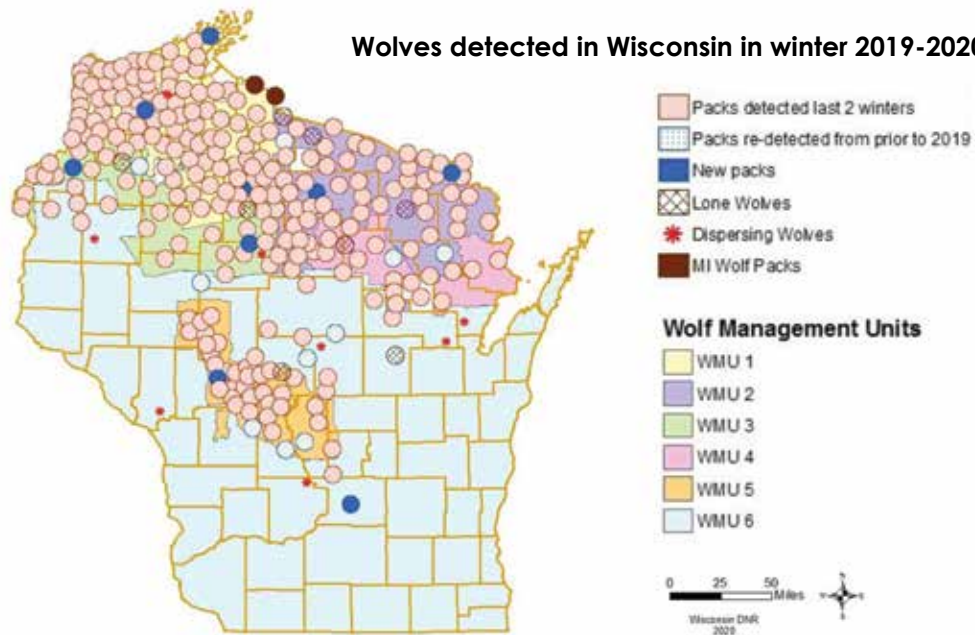 Wolves detected in Wisconsin in winter 2019-2020
Packs detected last 2 winters
Packs re-detected from prior to 2019
New packs
Lone Wolves
Dispersing Wolves
MI Wolf Packs
Wolf Management Units
WMU 1
WMU 2
WMU 3
WMU 4
WMU 5
WMU 6
0 25 50
Miles
Wisconsin DNR
2020